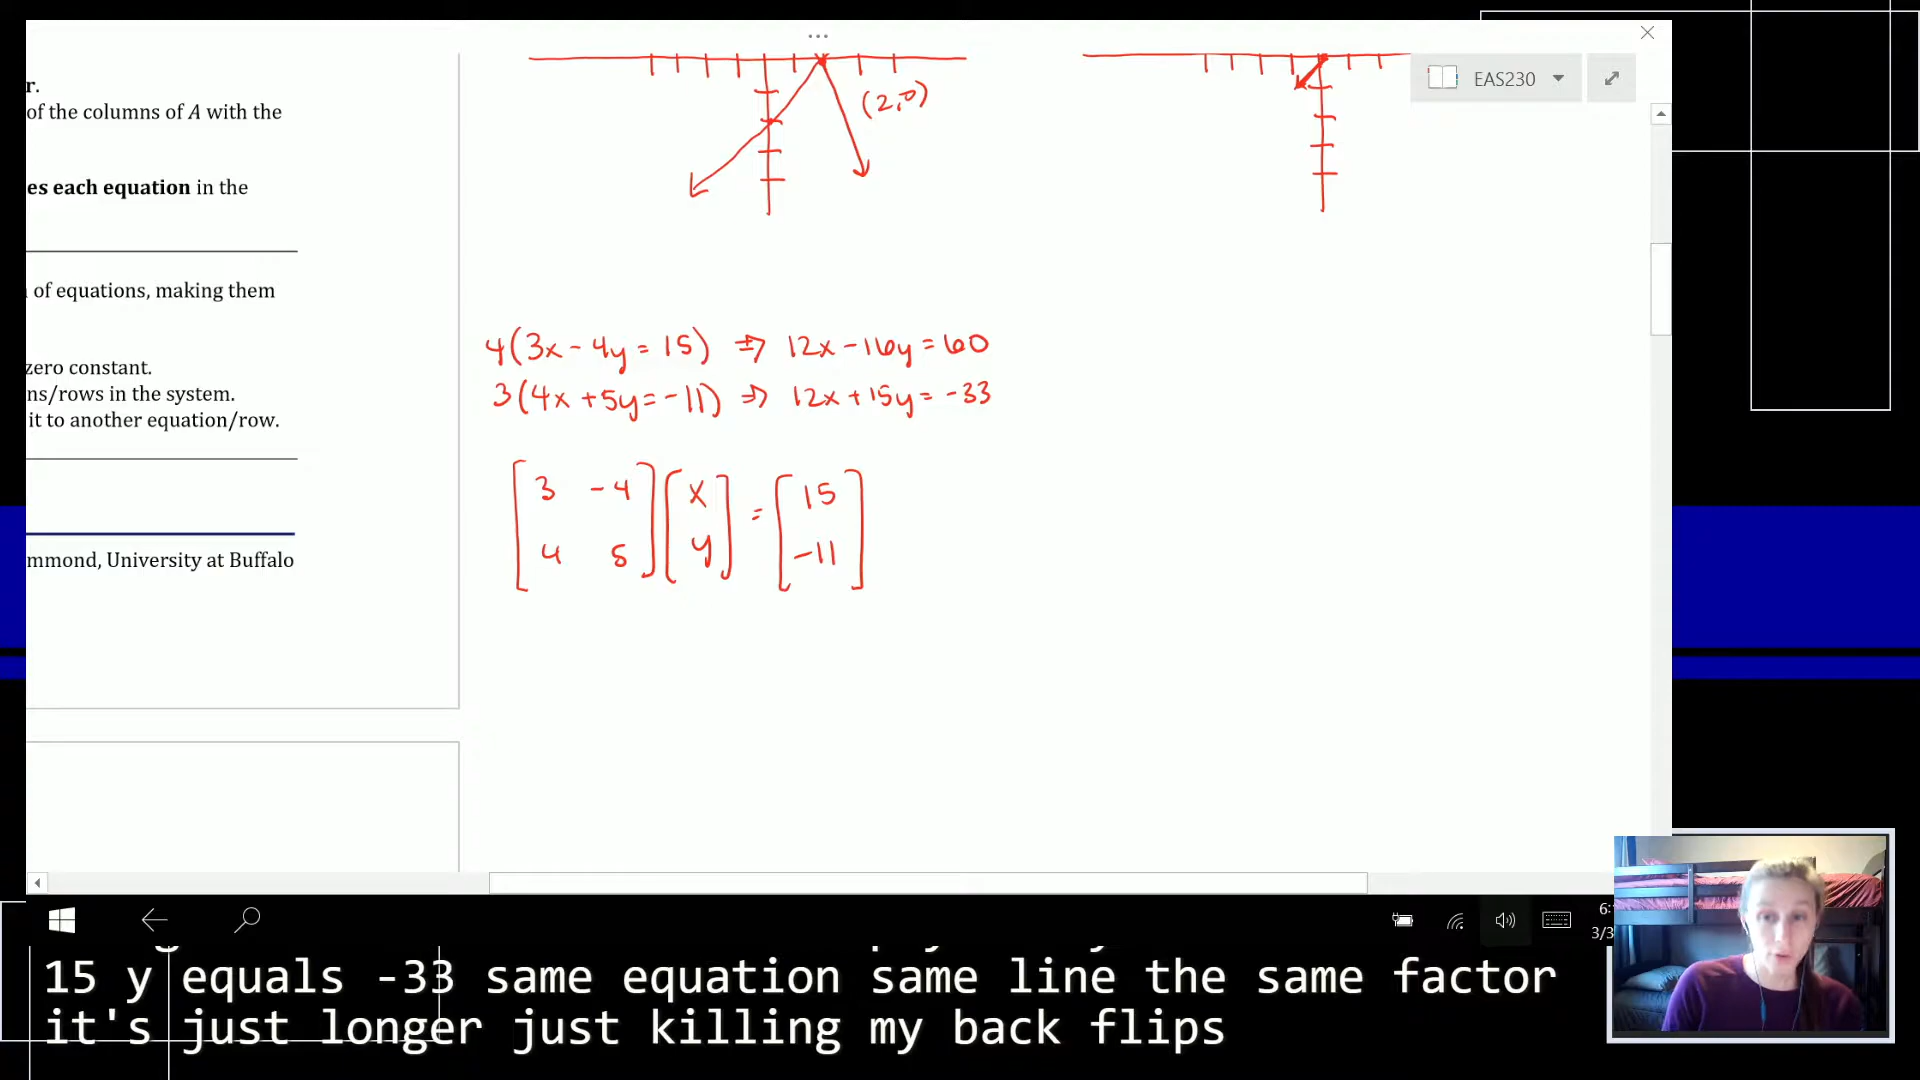 r.
of the columns of A with the
es each equation in the
of equations, making them
zero constant.
ns/rows in the system.
it to another equation/row.
mmond, University at Buffalo
...
EAS230
(2,0)
4(3x-4y=15) ⇒ 12x-16y=60
3(4x+5y=-11) ⇒ 12x+15y=-33
[3 -4] [x] = [15]
[4 5] [y] [-11]
6:
3/3
15 y equals -33 same equation same line the same factor
it's just longer just killing my back flips